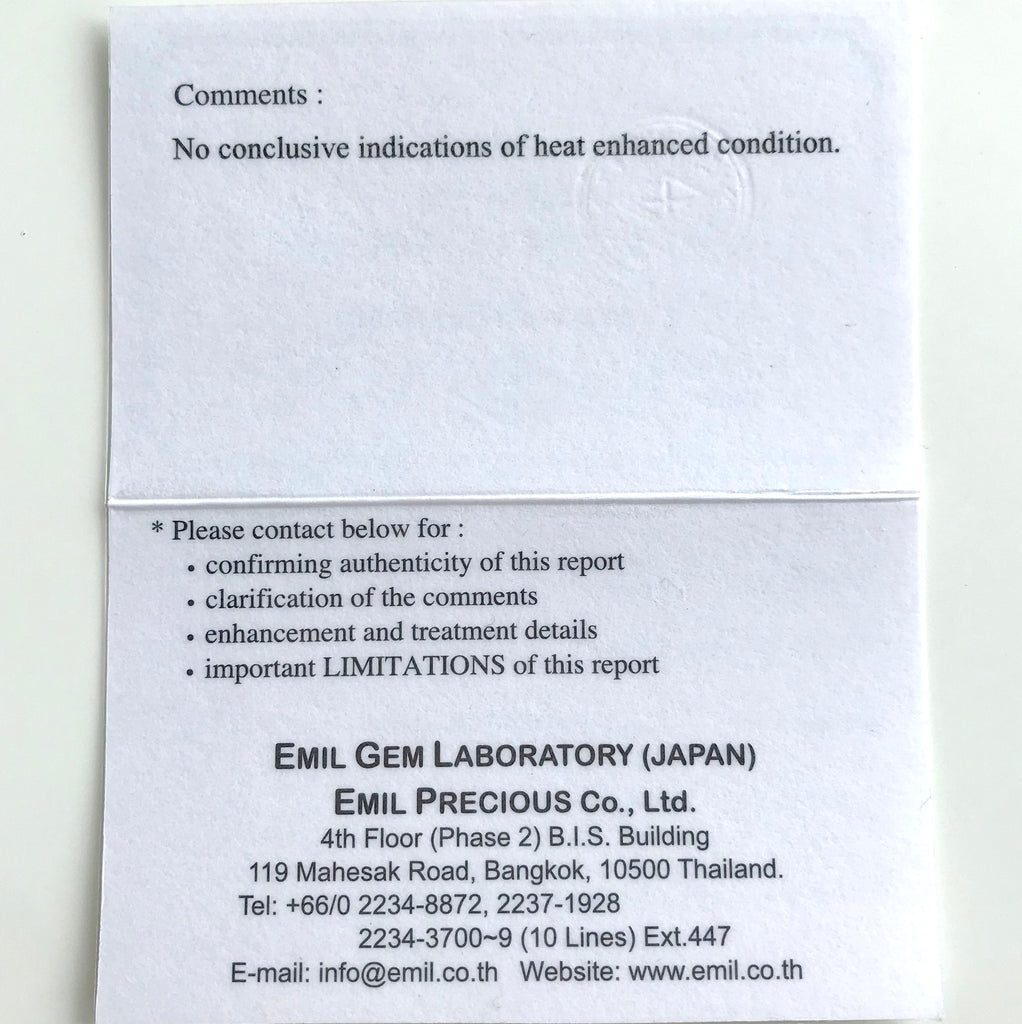 Comments :
No conclusive indications of heat enhanced condition.
* Please contact below for :
• confirming authenticity of this report
• clarification of the comments
• enhancement and treatment details
• important LIMITATIONS of this report
EMIL GEM LABORATORY (JAPAN)
EMIL PRECIOUS Co., Ltd.
4th Floor (Phase 2) B.I.S. Building
119 Mahesak Road, Bangkok, 10500 Thailand.
Tel: +66/0 2234-8872, 2237-1928
2234-3700~9 (10 Lines) Ext.447
E-mail: info@emil.co.th Website: www.emil.co.th